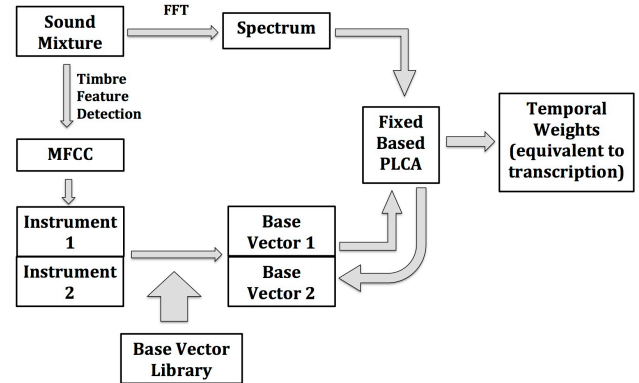 Sound
Mixture
FFT
Spectrum
Timbre
Feature
Detection
MFCC
Fixed
Based
PLCA
Temporal
Weights
(equivalent to
transcription)
Instrument
1
Instrument
2
Base
Vector 1
Base
Vector 2
Base Vector
Library